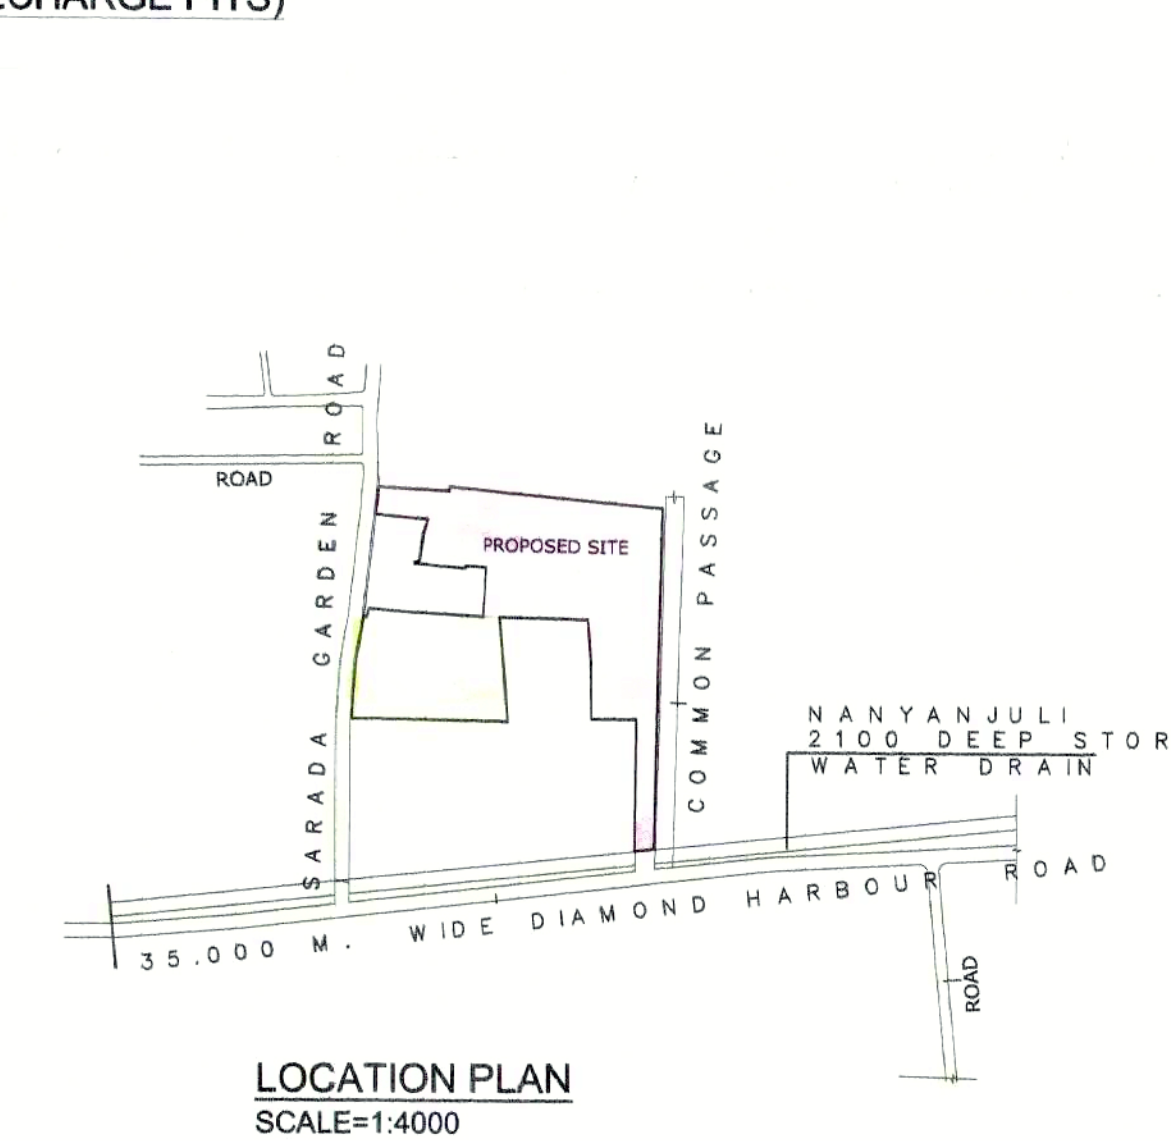 ROAD
ROAD
SARADA GARDEN ROAD
PROPOSED SITE
COMMON PASSAGE
NANYANJULI
2100 DEEP STOR
WATER DRAIN
35.000 M. WIDE DIAMOND HARBOUR ROAD
LOCATION PLAN
SCALE=1:4000